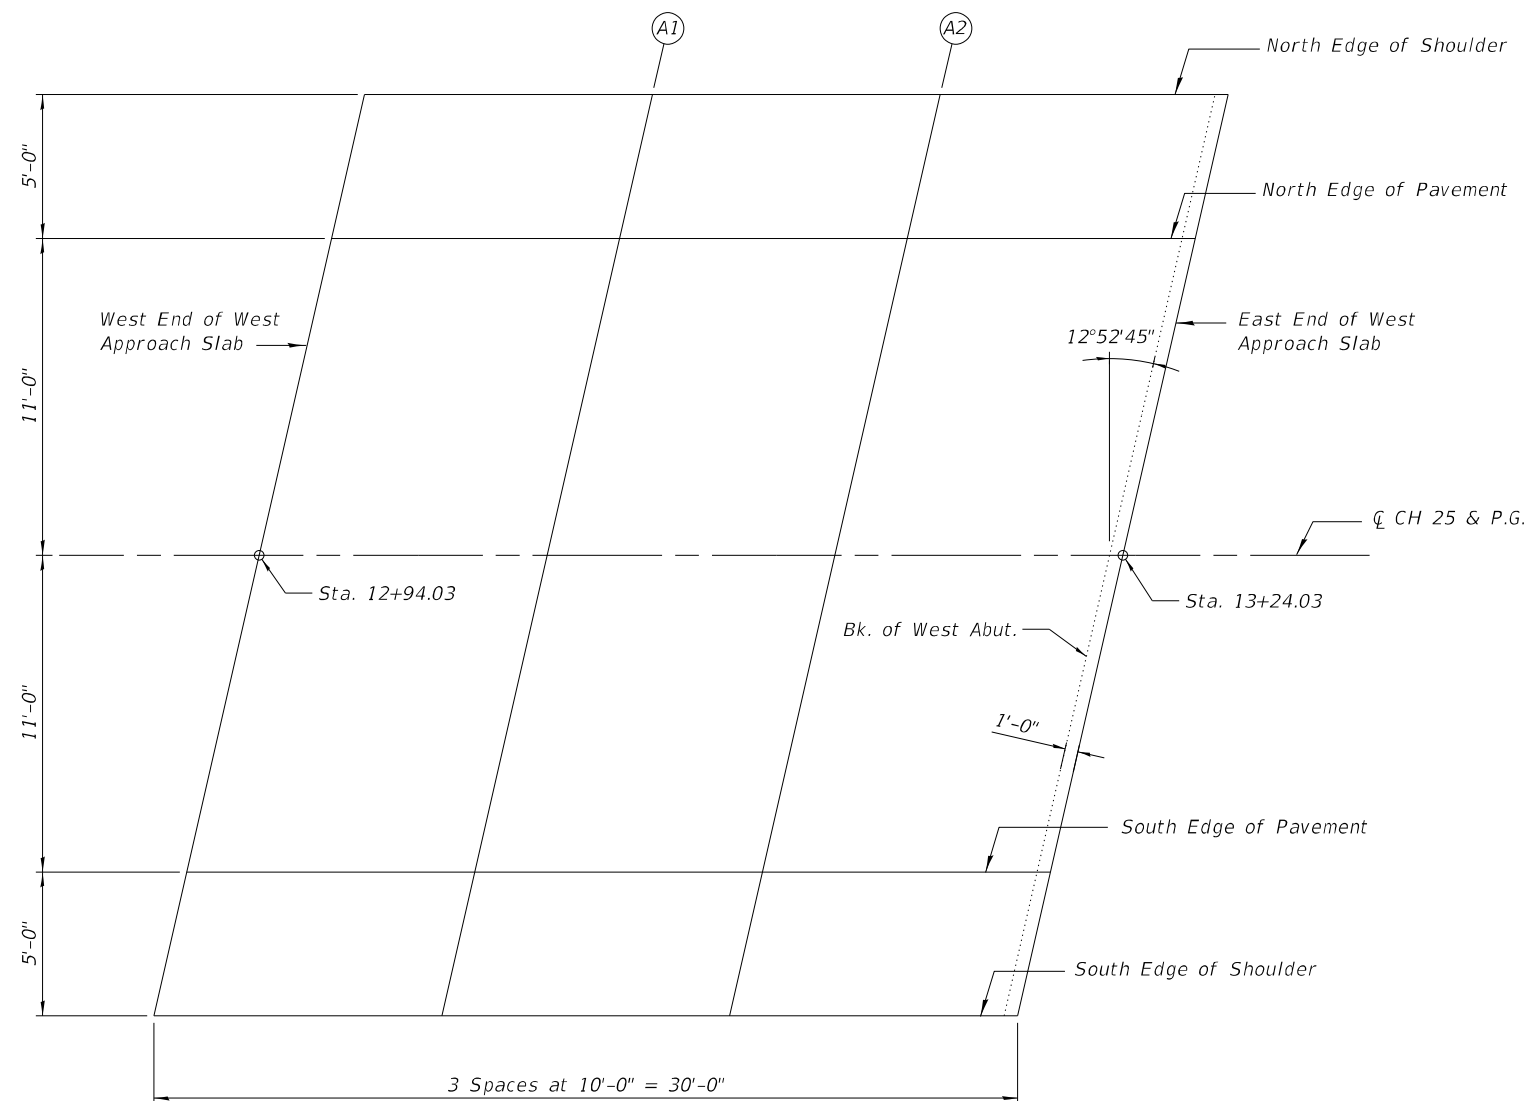 A1
A2
North Edge of Shoulder
5'-0"
North Edge of Pavement
West End of West
Approach Slab
11'-0"
12°52'45"
East End of West
Approach Slab
℄ CH 25 & P.G.
Sta. 12+94.03
Sta. 13+24.03
Bk. of West Abut.
11'-0"
1'-0"
South Edge of Pavement
5'-0"
South Edge of Shoulder
3 Spaces at 10'-0" = 30'-0"